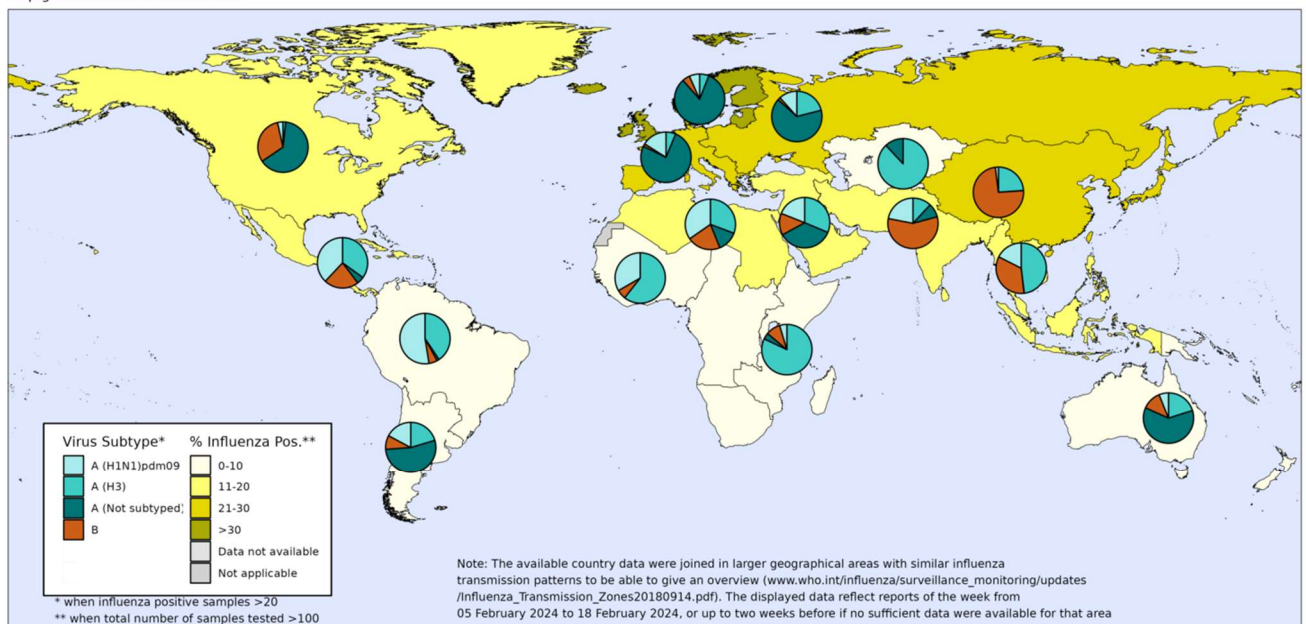 Virus Subtype*
A (H1N1)pdm09
A (H3)
A (Not subtyped)
B
% Influenza Pos.**
0-10
11-20
21-30
>30
Data not available
Not applicable
* when influenza positive samples >20
** when total number of samples tested >100
Note: The available country data were joined in larger geographical areas with similar influenza
transmission patterns to be able to give an overview (www.who.int/influenza/surveillance_monitoring/updates
/Influenza_Transmission_Zones20180914.pdf). The displayed data reflect reports of the week from
05 February 2024 to 18 February 2024, or up to two weeks before if no sufficient data were available for that area